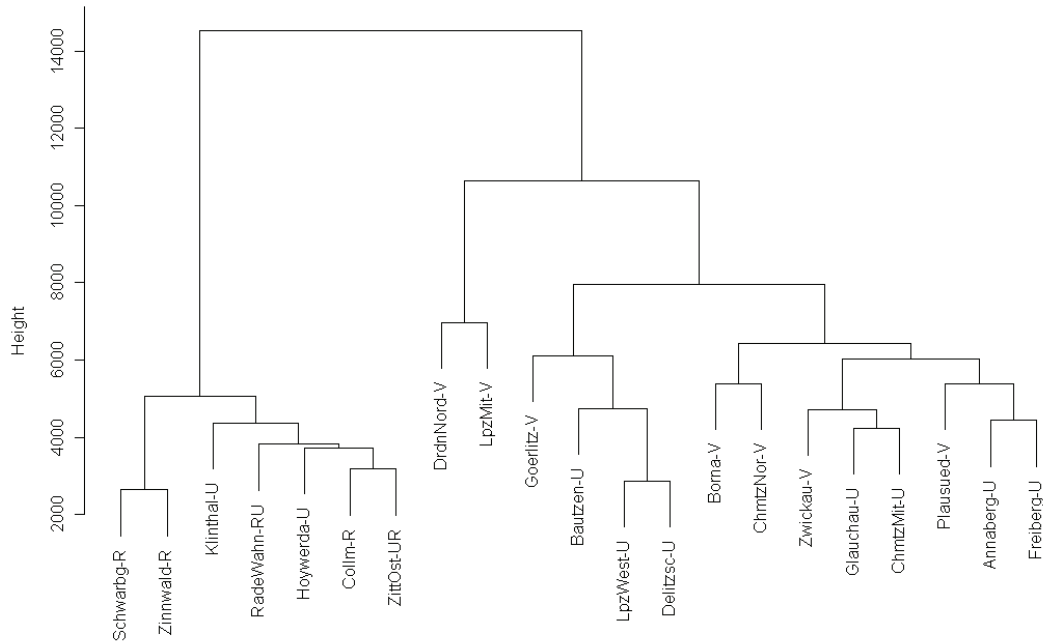 Height
14000
12000
10000
8000
6000
4000
2000
Schwarbg-R
Zinnwald-R
Klinthal-U
RadeWahn-RU
Hoywerda-U
Collm-R
ZittOst-UR
DrdnNord-V
LpzMit-V
Goerlitz-V
Bautzen-U
LpzWest-U
Delitzsc-U
Borna-V
ChmtzNor-V
Zwickau-V
Glauchau-U
ChmtzMit-U
Plausued-V
Annaberg-U
Freiberg-U